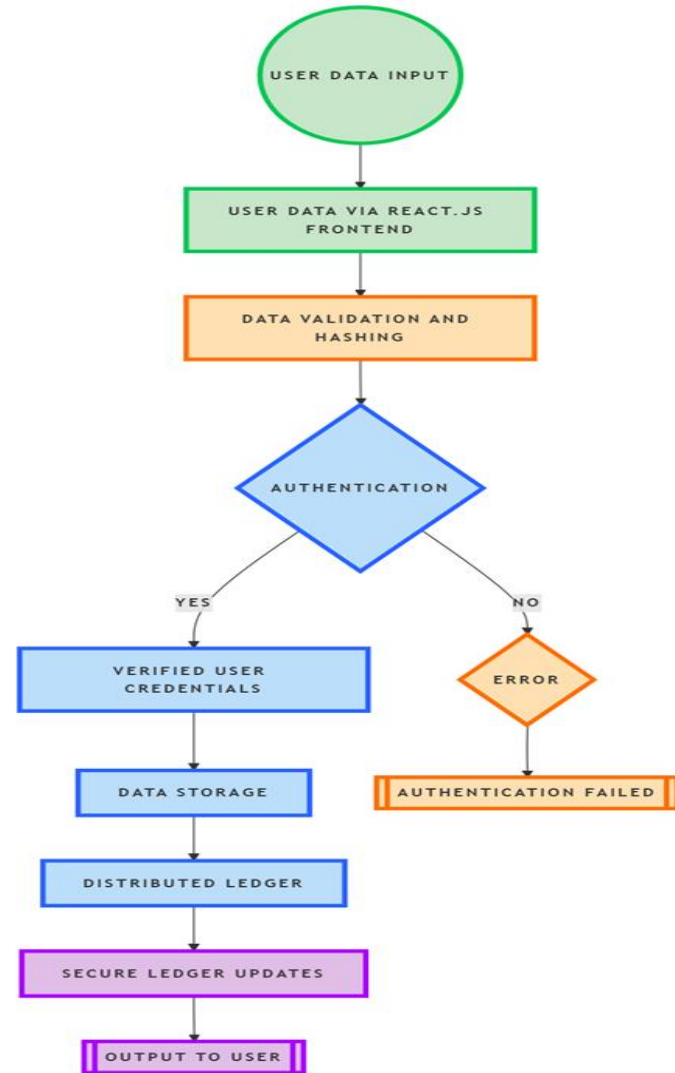 USER DATA INPUT
USER DATA VIA REACT.JS
FRONTEND
DATA VALIDATION AND
HASHING
AUTHENTICATION
YES
NO
VERIFIED USER
CREDENTIALS
ERROR
DATA STORAGE
AUTHENTICATION FAILED
DISTRIBUTED LEDGER
SECURE LEDGER UPDATES
OUTPUT TO USER